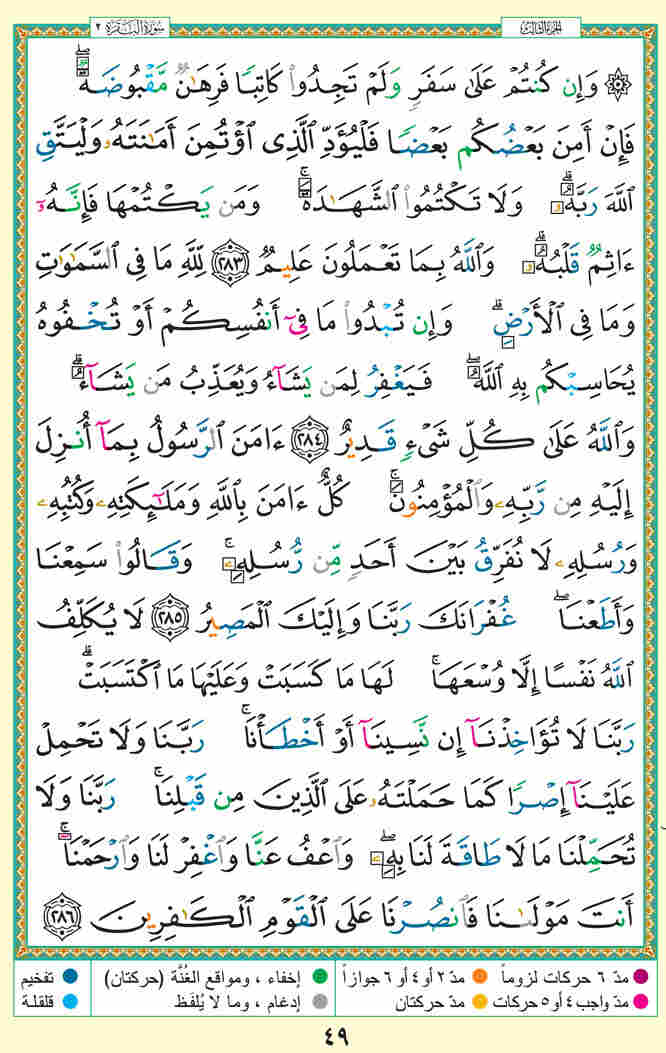 الجزء الثالث
سورة البقرة ٢
۞ وَإِن كُنتُمْ عَلَىٰ سَفَرٍ وَلَمْ تَجِدُوا۟ كَاتِبًا فَرِهَـٰنٌ مَّقْبُوضَةٌ ۖ
فَإِنْ أَمِنَ بَعْضُكُم بَعْضًا فَلْيُؤَدِّ ٱلَّذِى ٱؤْتُمِنَ أَمَـٰنَتَهُۥ وَلْيَتَّقِ
ٱللَّهَ رَبَّهُۥ ۗ وَلَا تَكْتُمُوا۟ ٱلشَّهَـٰدَةَ ۚ وَمَن يَكْتُمْهَا فَإِنَّهُۥٓ
ءَاثِمٌ قَلْبُهُۥ ۗ وَٱللَّهُ بِمَا تَعْمَلُونَ عَلِيمٌ ﴿٢٨٣﴾ لِّلَّهِ مَا فِى ٱلسَّمَـٰوَٰتِ
وَمَا فِى ٱلْأَرْضِ ۗ وَإِن تُبْدُوا۟ مَا فِىٓ أَنفُسِكُمْ أَوْ تُخْفُوهُ
يُحَاسِبْكُم بِهِ ٱللَّهُ ۖ فَيَغْفِرُ لِمَن يَشَآءُ وَيُعَذِّبُ مَن يَشَآءُ ۗ
وَٱللَّهُ عَلَىٰ كُلِّ شَىْءٍ قَدِيرٌ ﴿٢٨٤﴾ ءَامَنَ ٱلرَّسُولُ بِمَآ أُنزِلَ
إِلَيْهِ مِن رَّبِّهِۦ وَٱلْمُؤْمِنُونَ ۚ كُلٌّ ءَامَنَ بِٱللَّهِ وَمَلَـٰٓئِكَتِهِۦ وَكُتُبِهِۦ
وَرُسُلِهِۦ لَا نُفَرِّقُ بَيْنَ أَحَدٍ مِّن رُّسُلِهِۦ ۚ وَقَالُوا۟ سَمِعْنَا
وَأَطَعْنَا ۖ غُفْرَانَكَ رَبَّنَا وَإِلَيْكَ ٱلْمَصِيرُ ﴿٢٨٥﴾ لَا يُكَلِّفُ
ٱللَّهُ نَفْسًا إِلَّا وُسْعَهَا ۚ لَهَا مَا كَسَبَتْ وَعَلَيْهَا مَا ٱكْتَسَبَتْ ۗ
رَبَّنَا لَا تُؤَاخِذْنَآ إِن نَّسِينَآ أَوْ أَخْطَأْنَا ۚ رَبَّنَا وَلَا تَحْمِلْ
عَلَيْنَآ إِصْرًا كَمَا حَمَلْتَهُۥ عَلَى ٱلَّذِينَ مِن قَبْلِنَا ۚ رَبَّنَا وَلَا
تُحَمِّلْنَا مَا لَا طَاقَةَ لَنَا بِهِۦ ۖ وَٱعْفُ عَنَّا وَٱغْفِرْ لَنَا وَٱرْحَمْنَا ۚ
أَنتَ مَوْلَىٰنَا فَٱنصُرْنَا عَلَى ٱلْقَوْمِ ٱلْكَـٰفِرِينَ ﴿٢٨٦﴾
مدّ ٦ حركات لزوماً مدّ ٢ أو ٤ أو ٦ جوازاً إخفاء ، ومواقع الغُنَّة (حركتان) تفخيم
مدّ واجب ٤ أو ٥ حركات مدّ حركتان إدغام ، وما لا يُلفَظ قلقلة
٤٩